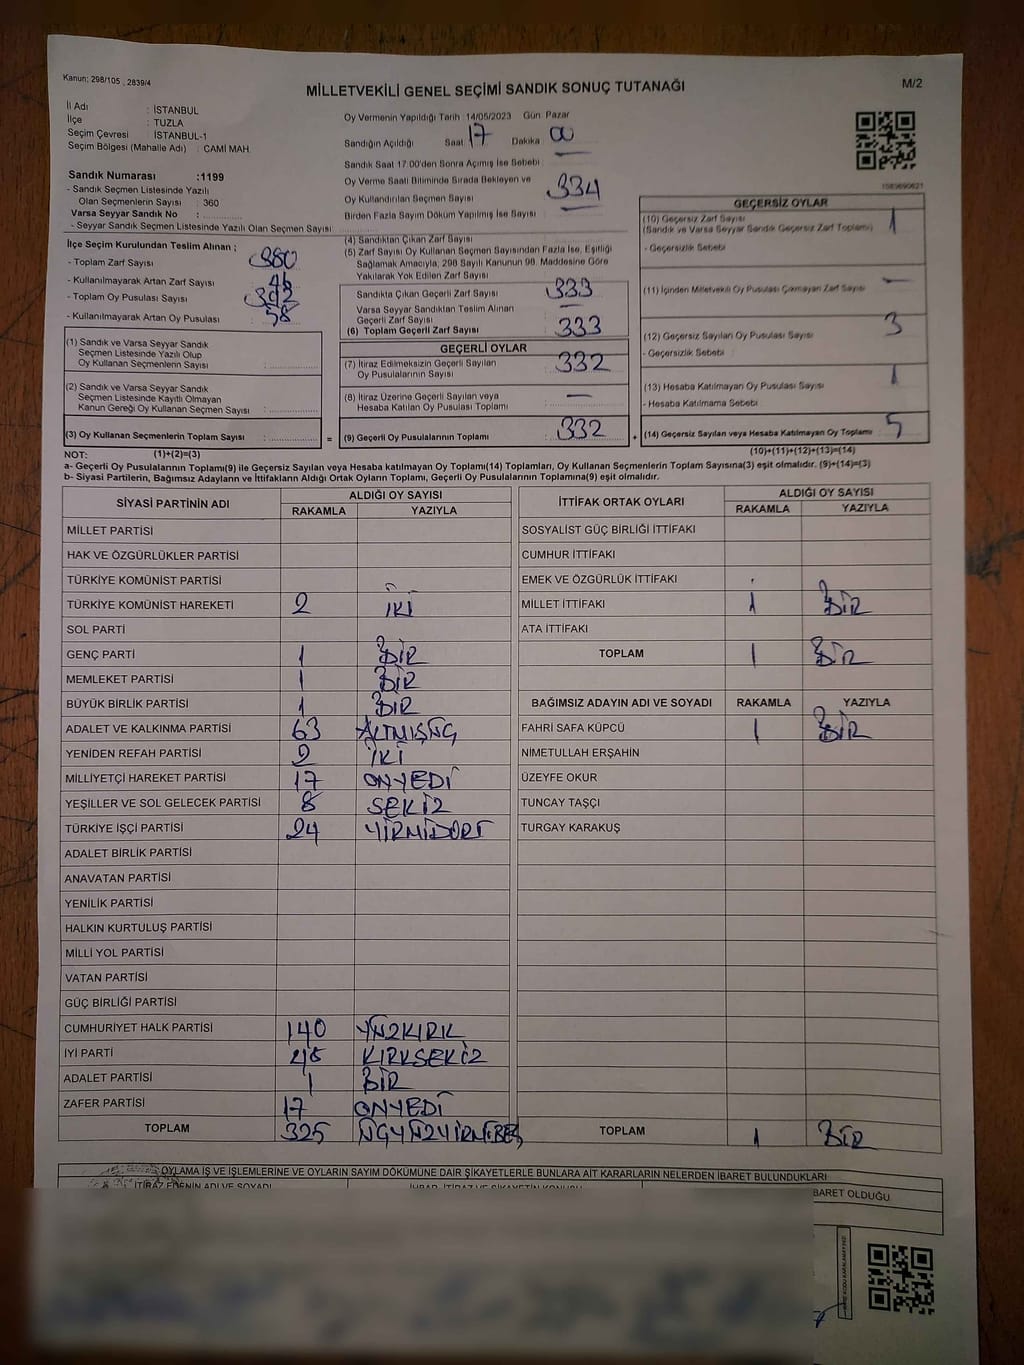 Kanun: 298/105 , 2839/4
MİLLETVEKİLİ GENEL SEÇİMİ SANDIK SONUÇ TUTANAĞI
M/2
İl Adı : İSTANBUL
İlçe : TUZLA
Seçim Çevresi : İSTANBUL-1
Seçim Bölgesi (Mahalle Adı) : CAMİ MAH.
Oy Vermenin Yapıldığı Tarih :14/05/2023 Gün: Pazar
Sandığın Açıldığı Saat: 17 Dakika 00
Sandık Saat 17.00'den Sonra Açmış İse Sebebi :
Oy Verme Saati Bitiminde Sırada Bekleyen ve
Oy Kullandırılan Seçmen Sayısı 334
Birden Fazla Sayım Döküm Yapılmış İse Sayısı :
Sandık Numarası :1199
- Sandık Seçmen Listesinde Yazılı
Olan Seçmenlerin Sayısı : 360
Varsa Seyyar Sandık No :
- Seyyar Sandık Seçmen Listesinde Yazılı Olan Seçmen Sayısı :
İlçe Seçim Kurulundan Teslim Alınan ;
- Toplam Zarf Sayısı : 380
- Kullanılmayarak Artan Zarf Sayısı : 46
- Toplam Oy Pusulası Sayısı : 392
- Kullanılmayarak Artan Oy Pusulası : 58
(1) Sandık ve Varsa Seyyar Sandık
Seçmen Listesinde Yazılı Olup
Oy Kullanan Seçmenlerin Sayısı :
(2) Sandık ve Varsa Seyyar Sandık
Seçmen Listesinde Kayıtlı Olmayan
Kanun Gereği Oy Kullanan Seçmen Sayısı :
(3) Oy Kullanan Seçmenlerin Toplam Sayısı : =
(4) Sandıktan Çıkan Zarf Sayısı
(5) Zarf Sayısı Oy Kullanan Seçmen Sayısından Fazla İse, Eşitliği
Sağlamak Amacıyla, 298 Sayılı Kanunun 98. Maddesine Göre
Yakılarak Yok Edilen Zarf Sayısı
Sandıkta Çıkan Geçerli Zarf Sayısı : 333
Varsa Seyyar Sandıktan Teslim Alınan
Geçerli Zarf Sayısı : —
(6) Toplam Geçerli Zarf Sayısı : 333
GEÇERLİ OYLAR
(7) İtiraz Edilmeksizin Geçerli Sayılan
Oy Pusulalarının Sayısı : 332
(8) İtiraz Üzerine Geçerli Sayılan veya
Hesaba Katılan Oy Pusulası Toplamı : —
(9) Geçerli Oy Pusulalarının Toplamı : 332 +
1583690621
GEÇERSİZ OYLAR
(10) Geçersiz Zarf Sayısı
(Sandık ve Varsa Seyyar Sandık Geçersiz Zarf Toplamı) 1
- Geçersizlik Sebebi :
(11) İçinden Milletvekili Oy Pusulası Çıkmayan Zarf Sayısı : —
(12) Geçersiz Sayılan Oy Pusulası Sayısı : 3
- Geçersizlik Sebebi :
(13) Hesaba Katılmayan Oy Pusulası Sayısı : 1
- Hesaba Katılmama Sebebi :
(14) Geçersiz Sayılan veya Hesaba Katılmayan Oy Toplamı : 5
NOT: (1)+(2)=(3) (10)+(11)+(12)+(13)=(14)
a- Geçerli Oy Pusulalarının Toplamı(9) ile Geçersiz Sayılan veya Hesaba katılmayan Oy Toplamı(14) Toplamları, Oy Kullanan Seçmenlerin Toplam Sayısına(3) eşit olmalıdır. (9)+(14)=(3)
b- Siyasi Partilerin, Bağımsız Adayların ve İttifakların Aldığı Ortak Oyların Toplamı, Geçerli Oy Pusulalarının Toplamına(9) eşit olmalıdır.
SİYASİ PARTİNİN ADI ALDIĞI OY SAYISI
RAKAMLA YAZIYLA
MİLLET PARTİSİ
HAK VE ÖZGÜRLÜKLER PARTİSİ
TÜRKİYE KOMÜNİST PARTİSİ
TÜRKİYE KOMÜNİST HAREKETİ 2 İKİ
SOL PARTİ
GENÇ PARTİ 1 BİR
MEMLEKET PARTİSİ 1 BİR
BÜYÜK BİRLİK PARTİSİ 1 BİR
ADALET VE KALKINMA PARTİSİ 63 ALTMIŞÜÇ
YENİDEN REFAH PARTİSİ 2 İKİ
MİLLİYETÇİ HAREKET PARTİSİ 17 ONYEDİ
YEŞİLLER VE SOL GELECEK PARTİSİ 8 SEKİZ
TÜRKİYE İŞÇİ PARTİSİ 24 YİRMİDÖRT
ADALET BİRLİK PARTİSİ
ANAVATAN PARTİSİ
YENİLİK PARTİSİ
HALKIN KURTULUŞ PARTİSİ
MİLLİ YOL PARTİSİ
VATAN PARTİSİ
GÜÇ BİRLİĞİ PARTİSİ
CUMHURİYET HALK PARTİSİ 140 YÜZKIRK
İYİ PARTİ 48 KIRKSEKİZ
ADALET PARTİSİ 1 BİR
ZAFER PARTİSİ 17 ONYEDİ
TOPLAM 325 ÜÇYÜZYİRMİBEŞ
İTTİFAK ORTAK OYLARI ALDIĞI OY SAYISI
RAKAMLA YAZIYLA
SOSYALİST GÜÇ BİRLİĞİ İTTİFAKI
CUMHUR İTTİFAKI
EMEK VE ÖZGÜRLÜK İTTİFAKI
MİLLET İTTİFAKI 1 BİR
ATA İTTİFAKI
TOPLAM 1 BİR
BAĞIMSIZ ADAYIN ADI VE SOYADI RAKAMLA YAZIYLA
FAHRİ SAFA KÜPCÜ 1 BİR
NİMETULLAH ERŞAHİN
ÜZEYFE OKUR
TUNCAY TAŞÇI
TURGAY KARAKUŞ
TOPLAM 1 BİR
OYLAMA İŞ VE İŞLEMLERİNE VE OYLARIN SAYIM DÖKÜMÜNE DAİR ŞİKAYETLERLE BUNLARA AİT KARARLARIN NELERDEN İBARET BULUNDUKLARI
İTİRAZ EDENİN ADI VE SOYADI İHBAR, İTİRAZ VE ŞİKAYETİN KONUSU BARET OLDUĞU